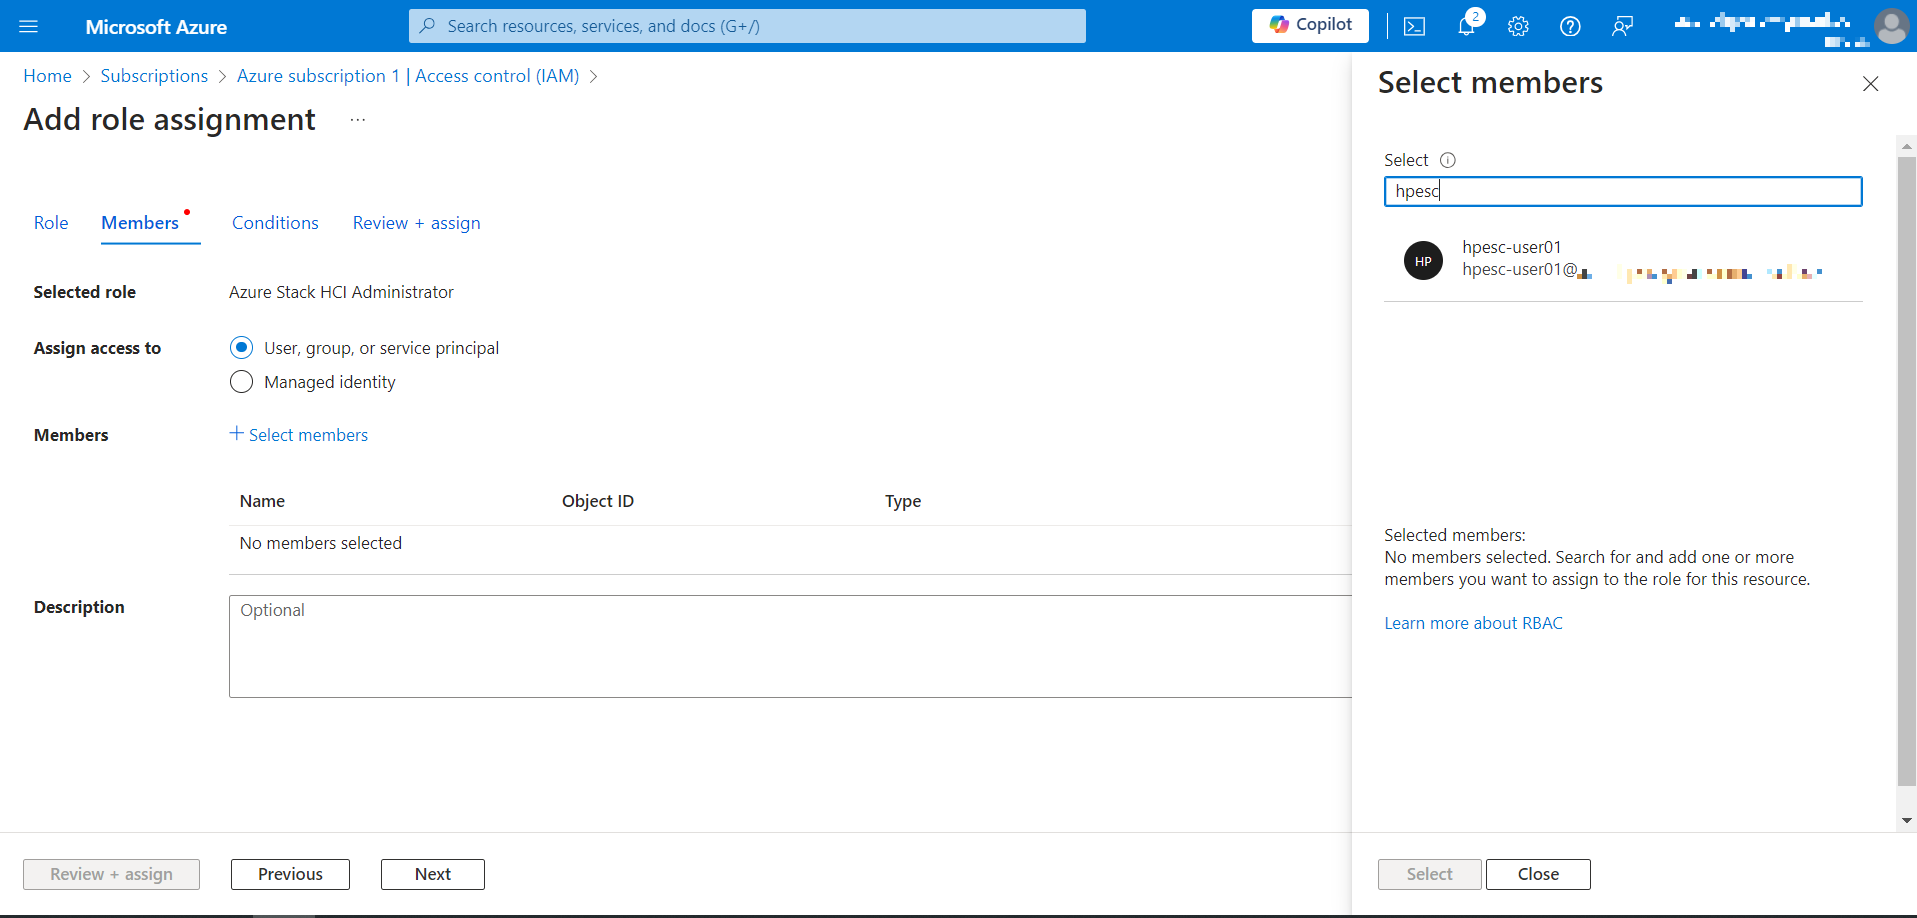 Microsoft Azure
Search resources, services, and docs (G+/)
Copilot
2
Home > Subscriptions > Azure subscription 1 | Access control (IAM) >
Add role assignment ...
Role Members Conditions Review + assign
Selected role Azure Stack HCI Administrator
Assign access to User, group, or service principal
Managed identity
Members + Select members
Name Object ID Type
No members selected
Description Optional
Review + assign Previous Next
Select members
Select
hpesc
HP
hpesc-user01
hpesc-user01@
Selected members:
No members selected. Search for and add one or more
members you want to assign to the role for this resource.
Learn more about RBAC
Select Close